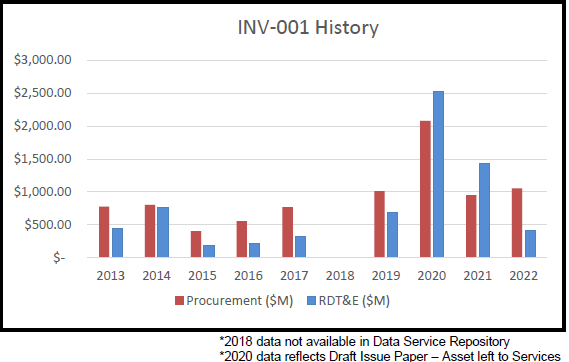 INV-001 History
$3,000.00
$2,500.00
$2,000.00
$1,500.00
$1,000.00
$500.00
$-
2013 2014 2015 2016 2017 2018 2019 2020 2021 2022
Procurement ($M) RDT&E ($M)
*2018 data not available in Data Service Repository
*2020 data reflects Draft Issue Paper – Asset left to Services